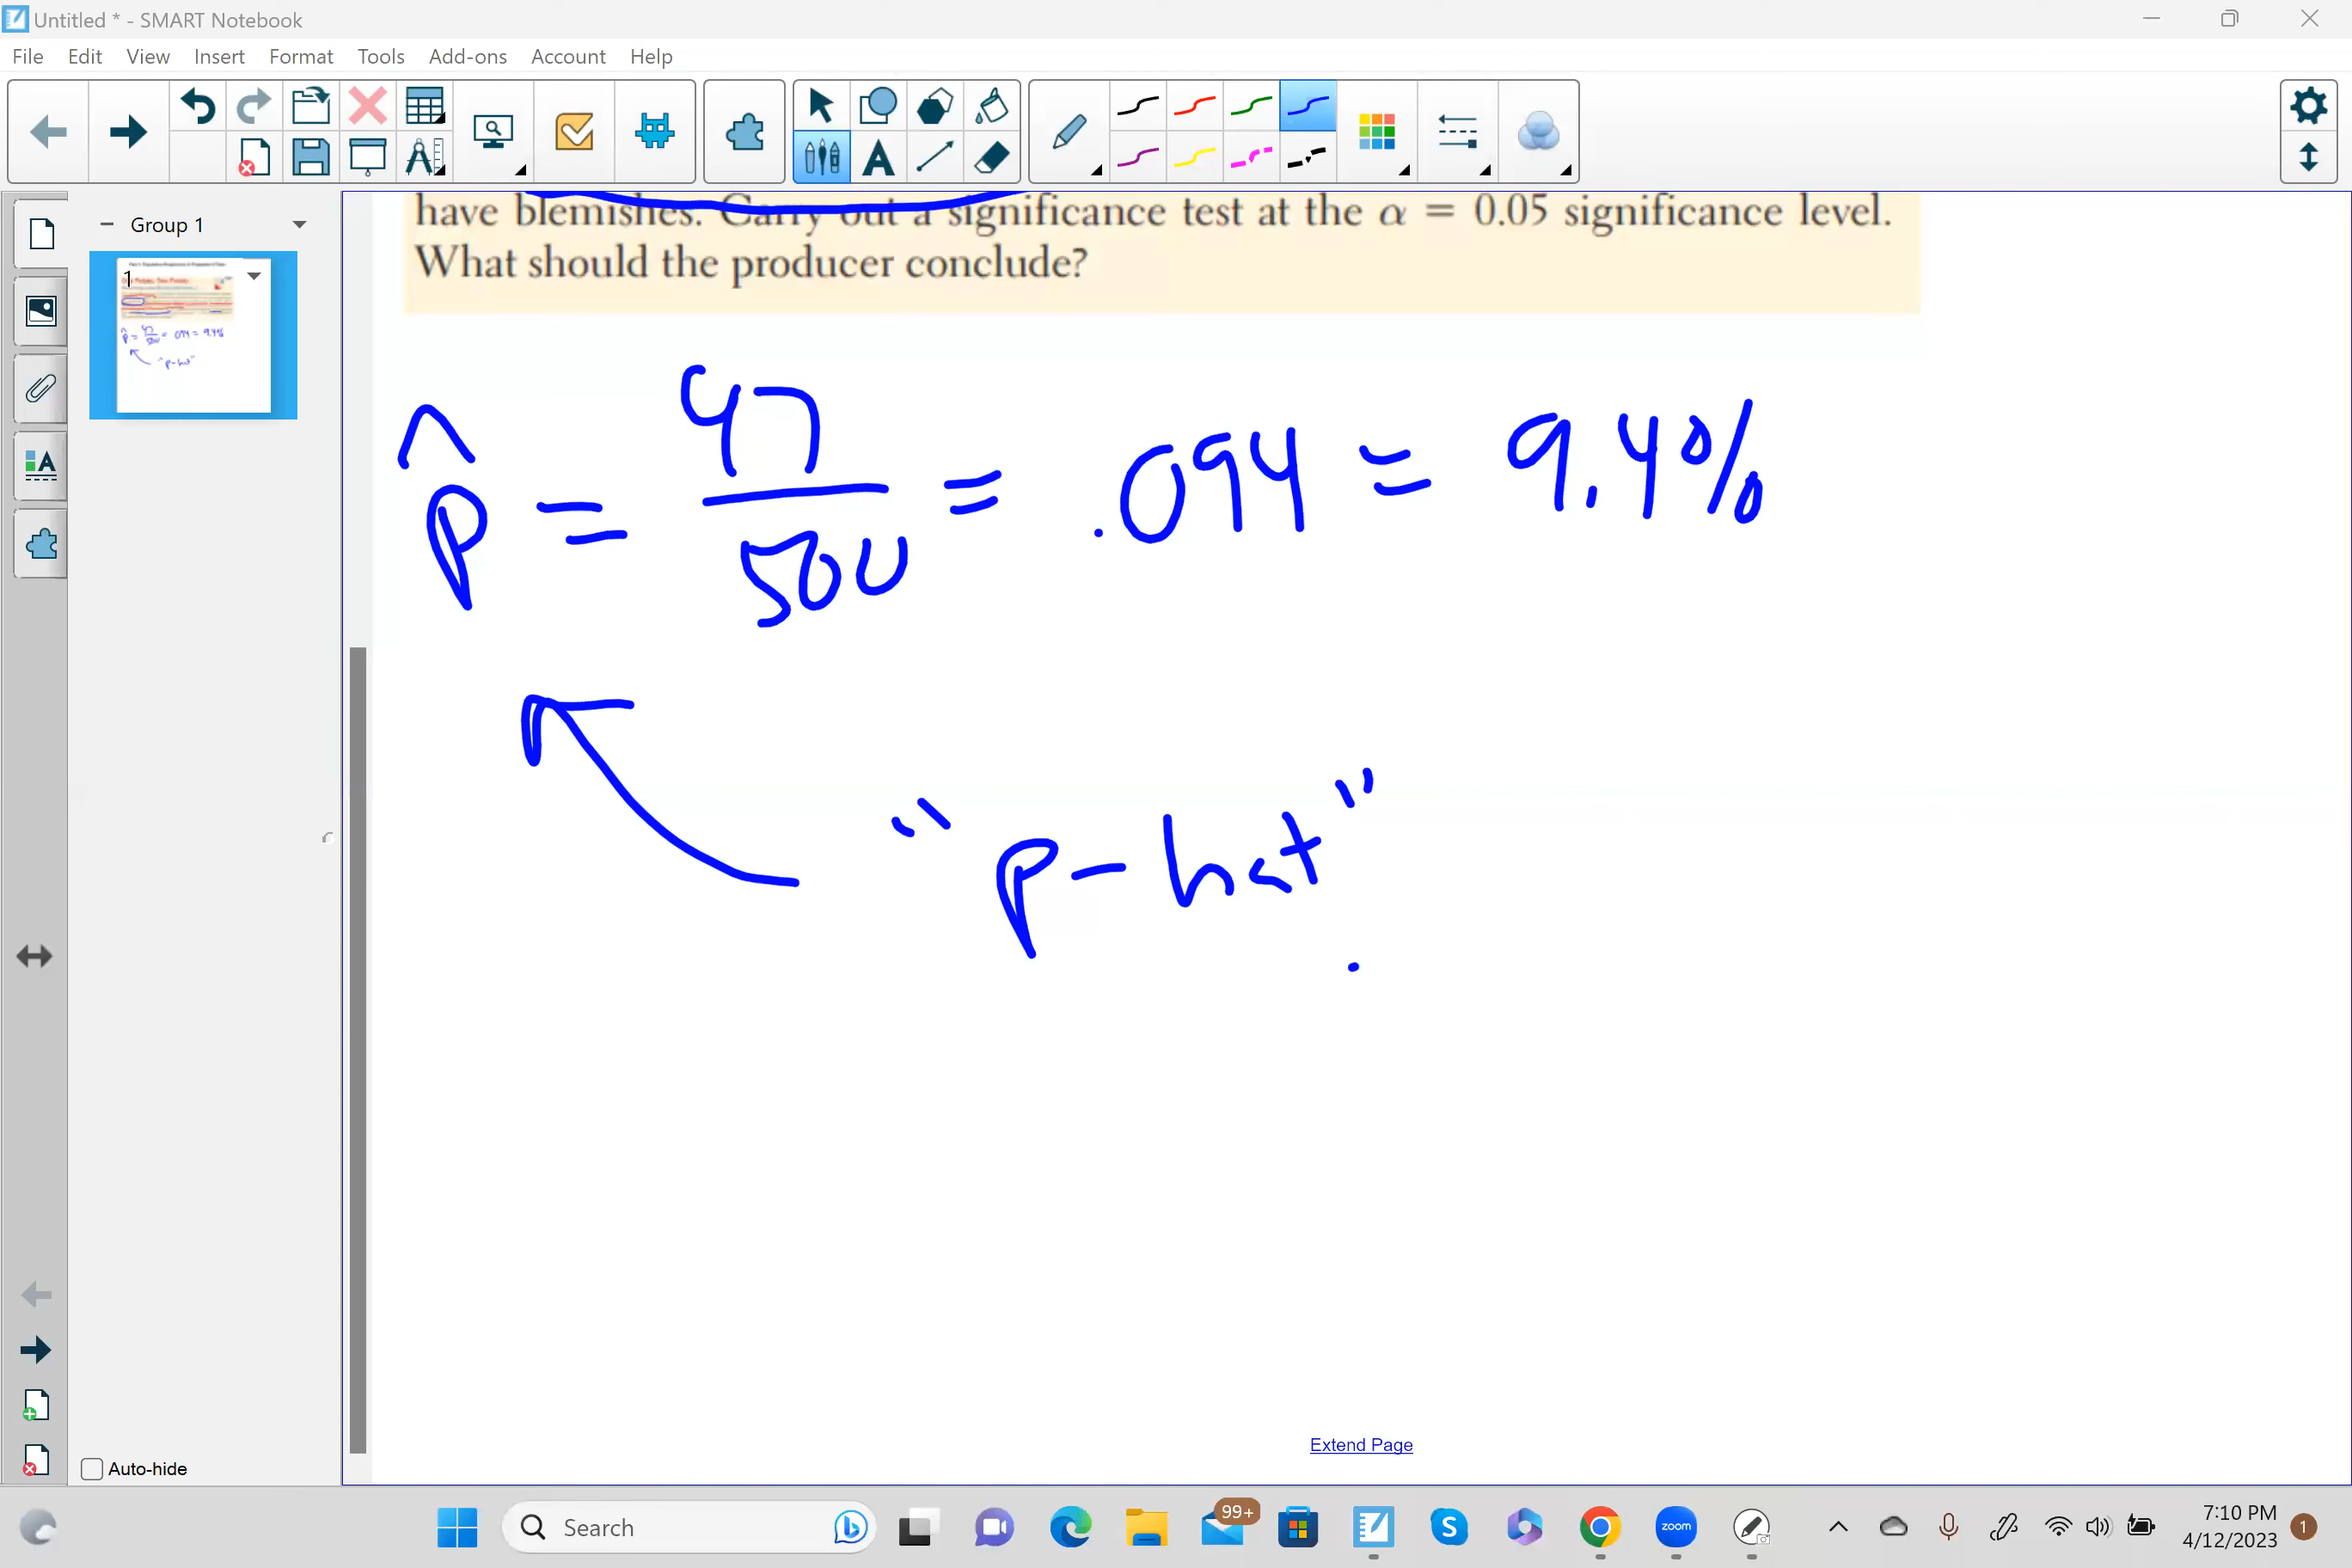 Untitled * - SMART Notebook
File Edit View Insert Format Tools Add-ons Account Help
Group 1
1
have blemishes. Carry out a significance test at the α = 0.05 significance level.
What should the producer conclude?
p̂ = 47/500 = .094 = 9.4%
"p-hat"
Extend Page
Auto-hide
Search
99+
zoom
7:10 PM
4/12/2023
1